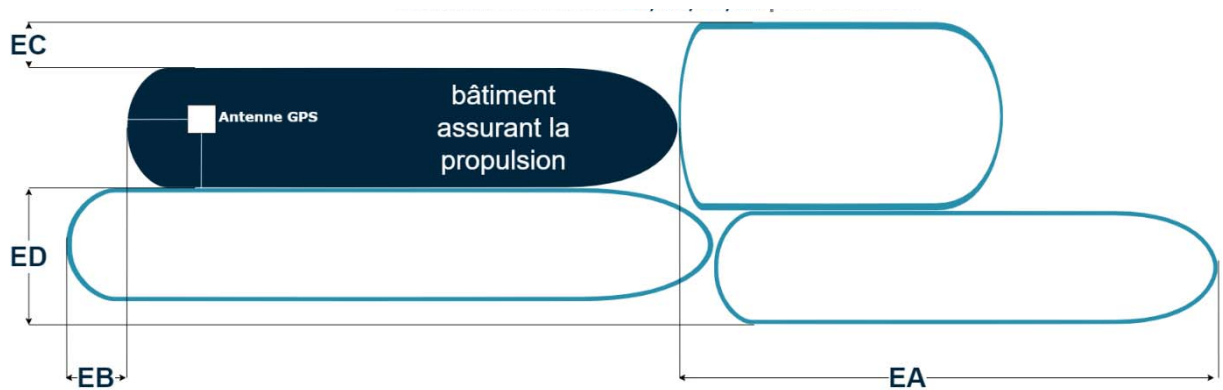 EC
Antenne GPS
bâtiment
assurant la
propulsion
ED
EB
EA